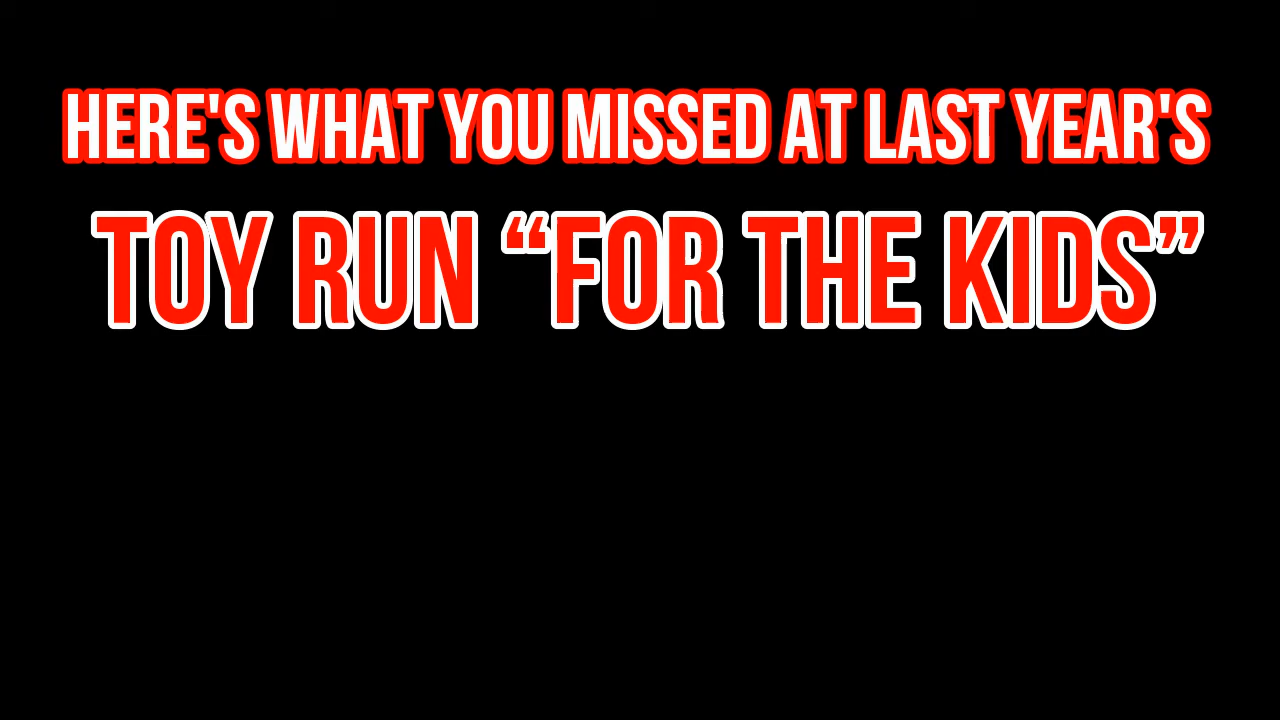 HERE'S WHAT YOU MISSED AT LAST YEAR'S
TOY RUN “FOR THE KIDS”